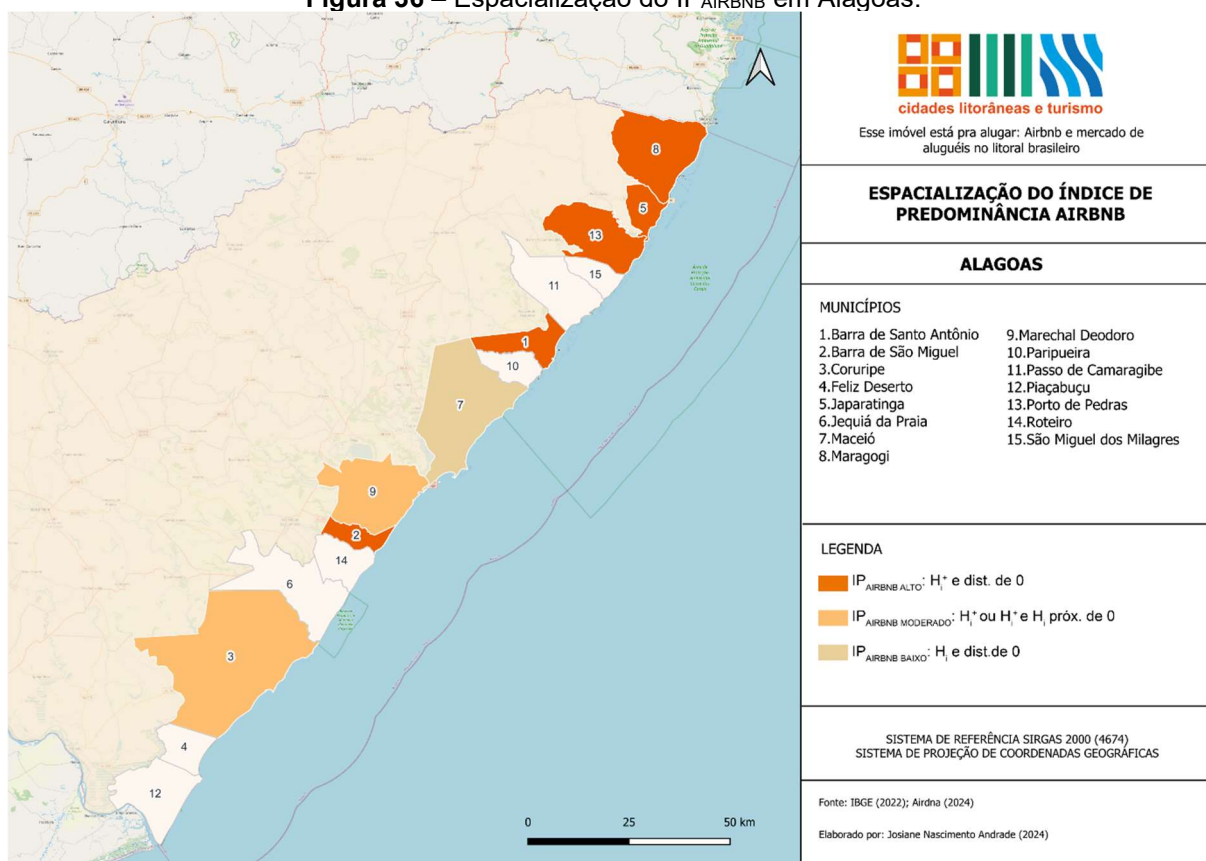 Figura 36 – Espacialização do IP AIRBNB em Alagoas.
cidades litorâneas e turismo
Esse imóvel está pra alugar: Airbnb e mercado de
aluguéis no litoral brasileiro
ESPACIALIZAÇÃO DO ÍNDICE DE
PREDOMINÂNCIA AIRBNB
ALAGOAS
MUNICÍPIOS
1.Barra de Santo Antônio
2.Barra de São Miguel
3.Coruripe
4.Feliz Deserto
5.Japaratinga
6.Jequiá da Praia
7.Maceió
8.Maragogi
9.Marechal Deodoro
10.Paripueira
11.Passo de Camaragibe
12.Piaçabuçu
13.Porto de Pedras
14.Roteiro
15.São Miguel dos Milagres
LEGENDA
IP AIRBNB ALTO: Hi+ e dist. de 0
IP AIRBNB MODERADO: Hi+ ou Hi+ e Hi próx. de 0
IP AIRBNB BAIXO: Hi e dist.de 0
SISTEMA DE REFERÊNCIA SIRGAS 2000 (4674)
SISTEMA DE PROJEÇÃO DE COORDENADAS GEOGRÁFICAS
Fonte: IBGE (2022); Airdna (2024)
Elaborado por: Josiane Nascimento Andrade (2024)
8
5
13
15
11
1
10
7
9
2
14
6
3
4
12
0 25 50 km